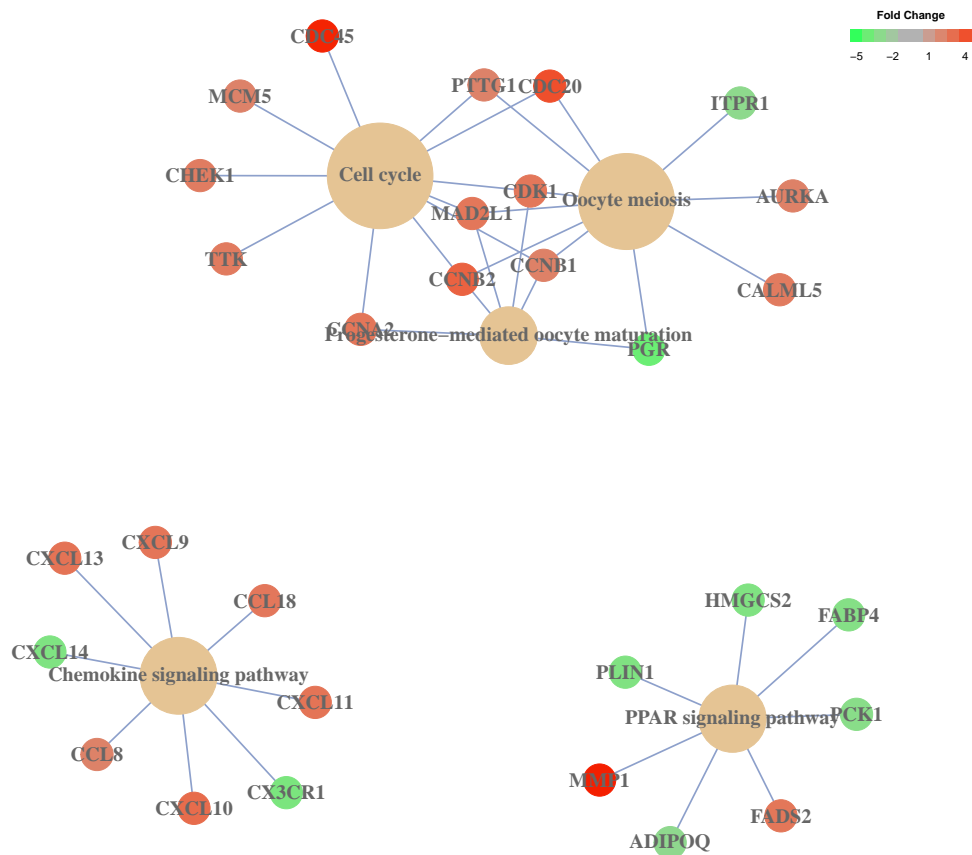 Fold Change
−5 −2 1 4
CDC45
PTTG1
CDC20
MCM5
ITPR1
Cell cycle
CHEK1
CDK1
Oocyte meiosis
AURKA
MAD2L1
TTK
CCNB2
CCNB1
CALML5
CCNA2
Progesterone−mediated oocyte maturation
PGR
CXCL13
CXCL9
CCL18
CXCL14
Chemokine signaling pathway
CXCL11
CCL8
CX3CR1
CXCL10
HMGCS2
FABP4
PLIN1
PPAR signaling pathway
PCK1
MMP1
FADS2
ADIPOQ